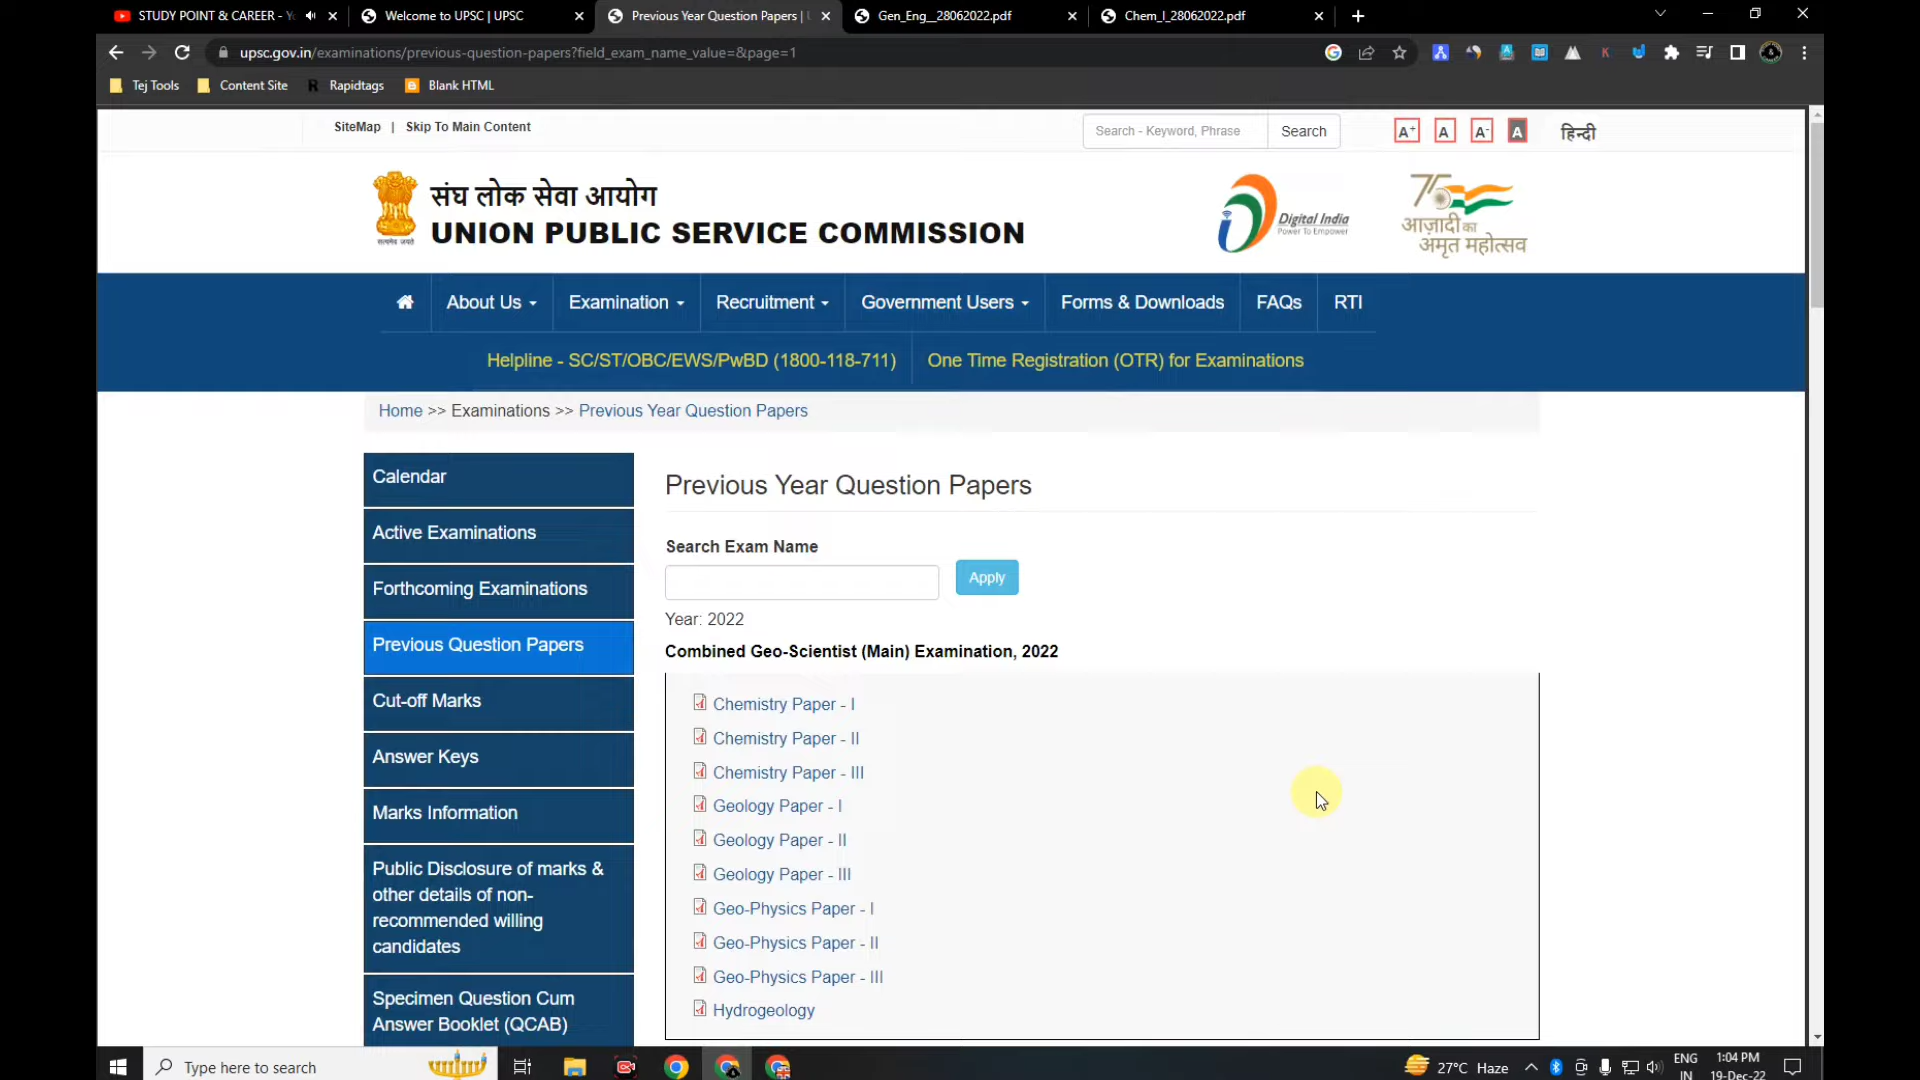 STUDY POINT & CAREER - Y
Welcome to UPSC | UPSC
Previous Year Question Papers |
Gen_Eng__28062022.pdf
Chem_I_28062022.pdf
upsc.gov.in/examinations/previous-question-papers?field_exam_name_value=&page=1
Tej Tools
Content Site
Rapidtags
Blank HTML
SiteMap | Skip To Main Content
Search - Keyword, Phrase
Search
A+ A A- A
हिन्दी
संघ लोक सेवा आयोग
UNION PUBLIC SERVICE COMMISSION
सत्यमेव जयते
Digital India
Power To Empower
75
आज़ादी का
अमृत महोत्सव
About Us
Examination
Recruitment
Government Users
Forms & Downloads
FAQs
RTI
Helpline - SC/ST/OBC/EWS/PwBD (1800-118-711)
One Time Registration (OTR) for Examinations
Home >> Examinations >> Previous Year Question Papers
Calendar
Active Examinations
Forthcoming Examinations
Previous Question Papers
Cut-off Marks
Answer Keys
Marks Information
Public Disclosure of marks &
other details of non-
recommended willing
candidates
Specimen Question Cum
Answer Booklet (QCAB)
Previous Year Question Papers
Search Exam Name
Apply
Year: 2022
Combined Geo-Scientist (Main) Examination, 2022
Chemistry Paper - I
Chemistry Paper - II
Chemistry Paper - III
Geology Paper - I
Geology Paper - II
Geology Paper - III
Geo-Physics Paper - I
Geo-Physics Paper - II
Geo-Physics Paper - III
Hydrogeology
Type here to search
27°C Haze
ENG
IN
1:04 PM
19-Dec-22